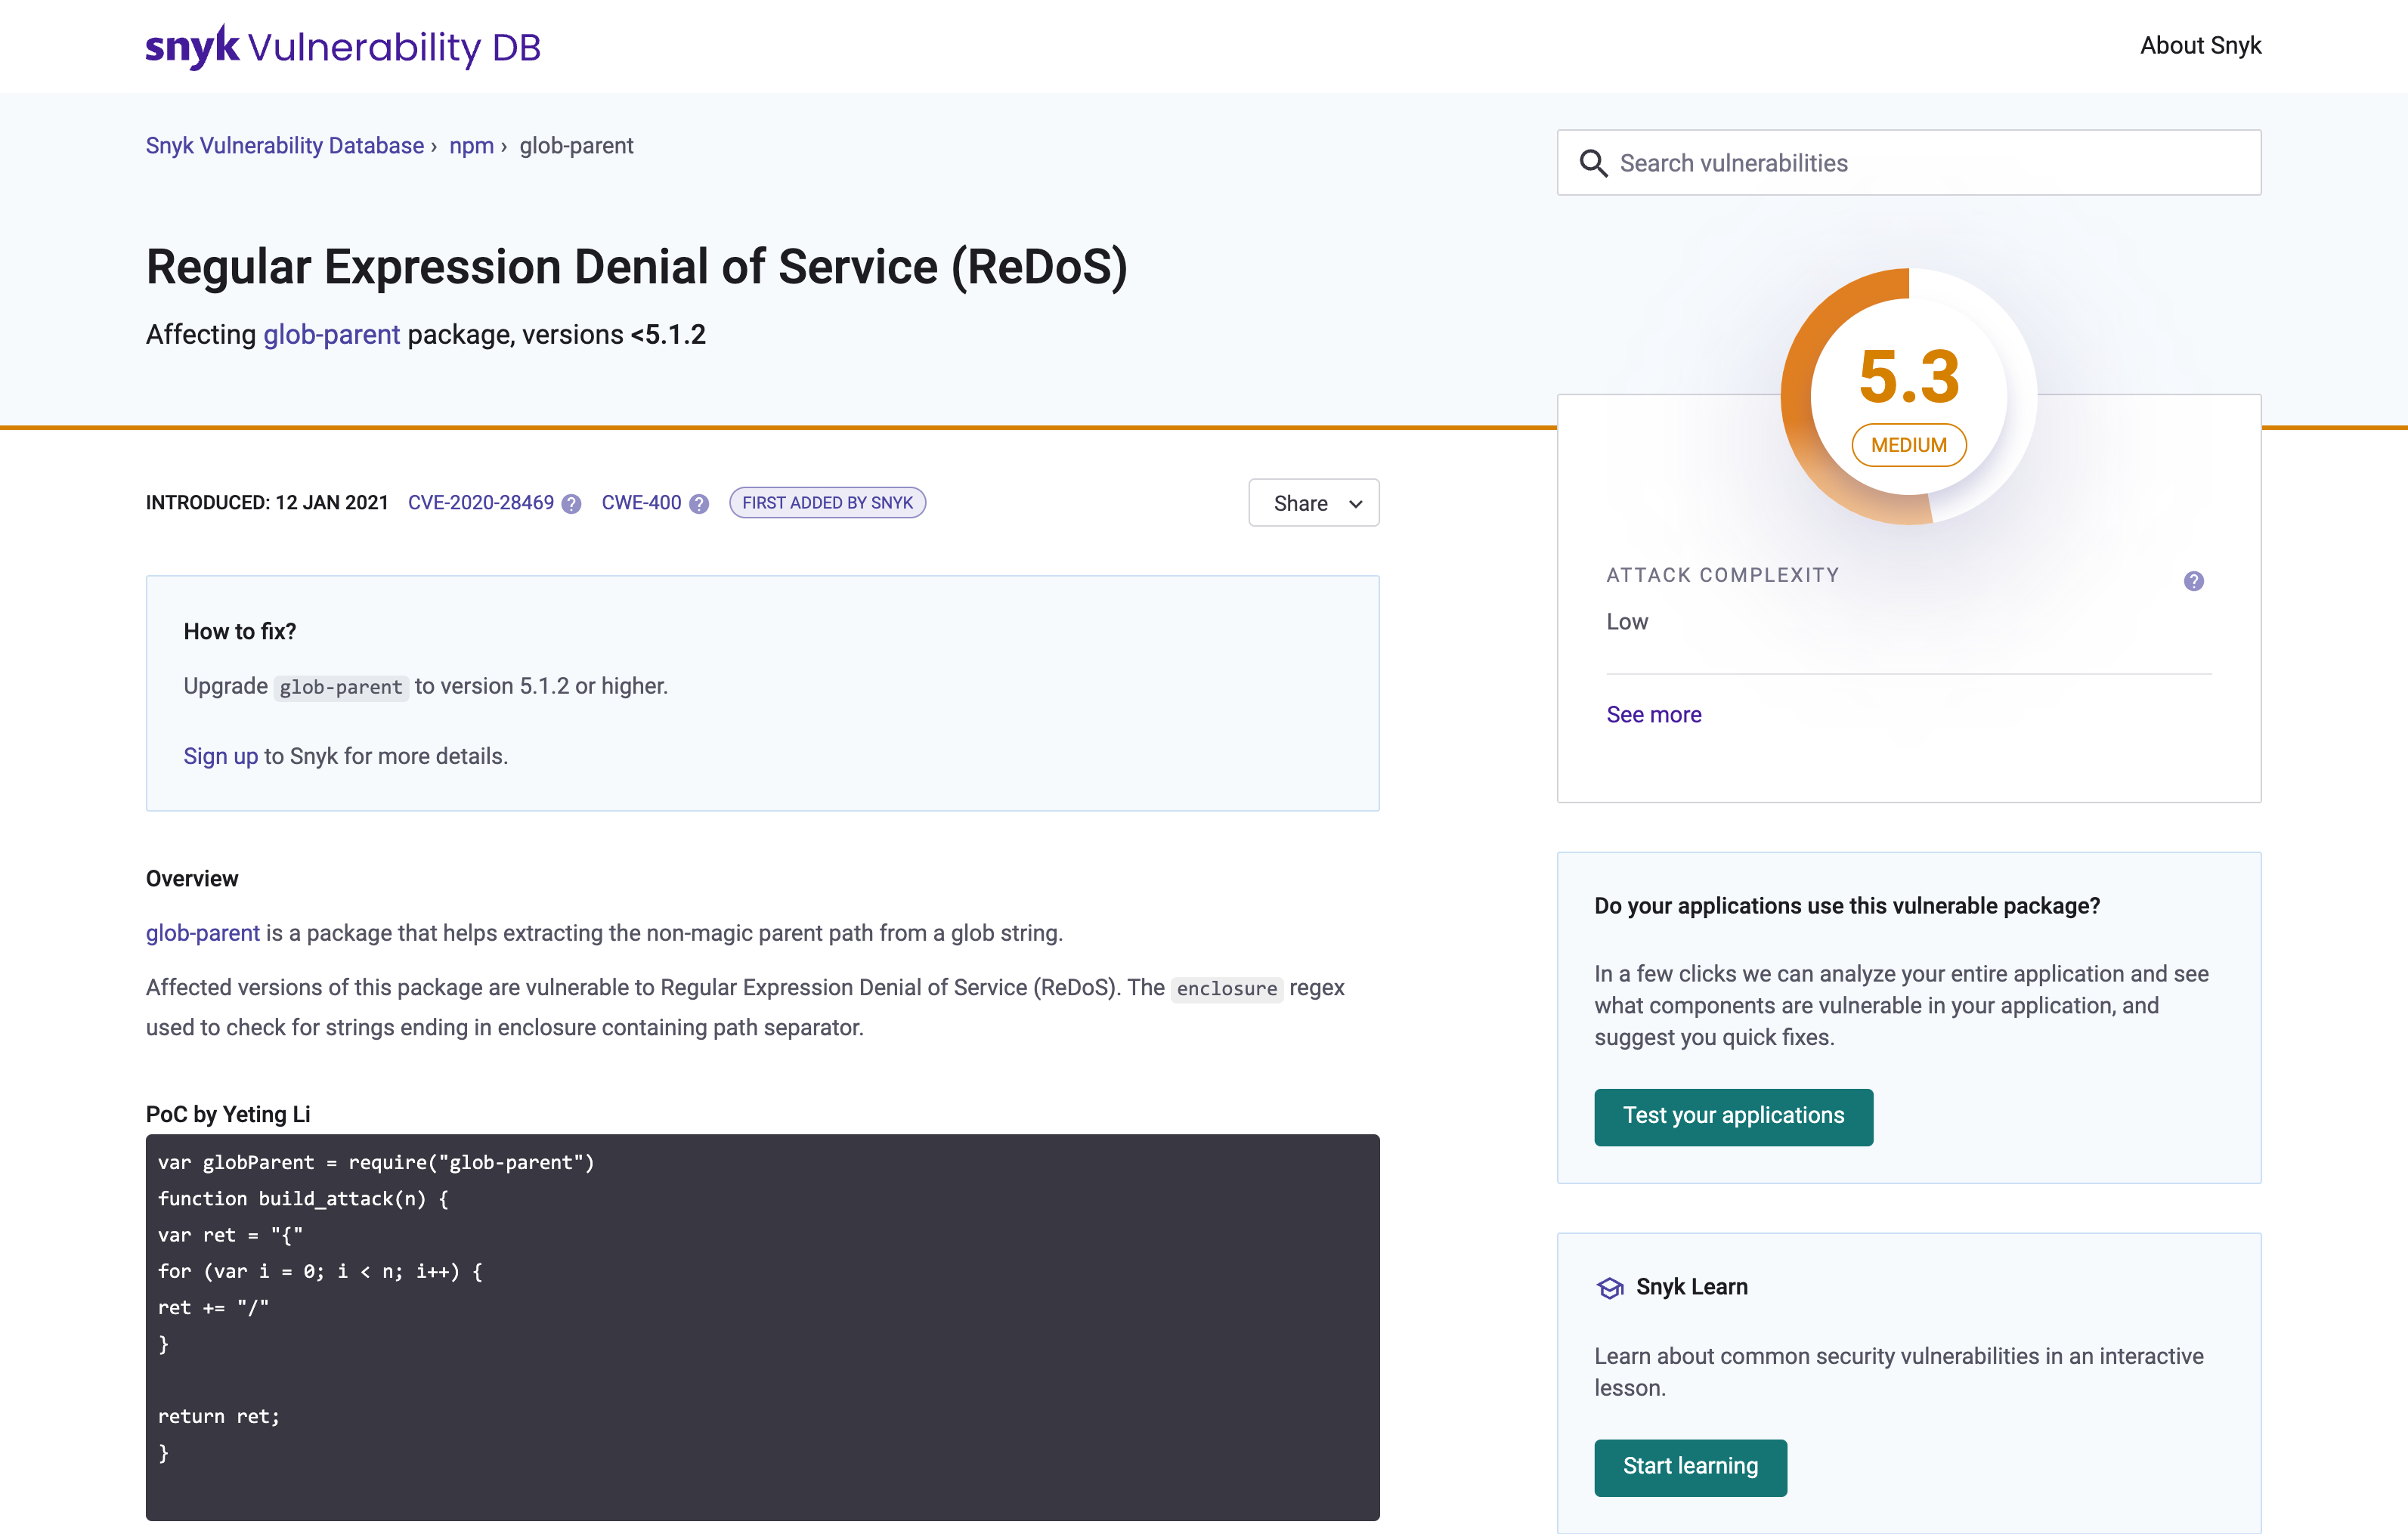 snyk Vulnerability DB
About Snyk
Snyk Vulnerability Database › npm › glob-parent
Search vulnerabilities
Regular Expression Denial of Service (ReDoS)
Affecting glob-parent package, versions <5.1.2
5.3
MEDIUM
INTRODUCED: 12 JAN 2021 CVE-2020-28469 ? CWE-400 ? FIRST ADDED BY SNYK
Share
ATTACK COMPLEXITY
?
Low
See more
How to fix?
Upgrade glob-parent to version 5.1.2 or higher.
Sign up to Snyk for more details.
Overview
glob-parent is a package that helps extracting the non-magic parent path from a glob string.
Affected versions of this package are vulnerable to Regular Expression Denial of Service (ReDoS). The enclosure regex
used to check for strings ending in enclosure containing path separator.
PoC by Yeting Li
var globParent = require("glob-parent")
function build_attack(n) {
var ret = "{"
for (var i = 0; i < n; i++) {
ret += "/"
}
return ret;
}
Do your applications use this vulnerable package?
In a few clicks we can analyze your entire application and see
what components are vulnerable in your application, and
suggest you quick fixes.
Test your applications
Snyk Learn
Learn about common security vulnerabilities in an interactive
lesson.
Start learning